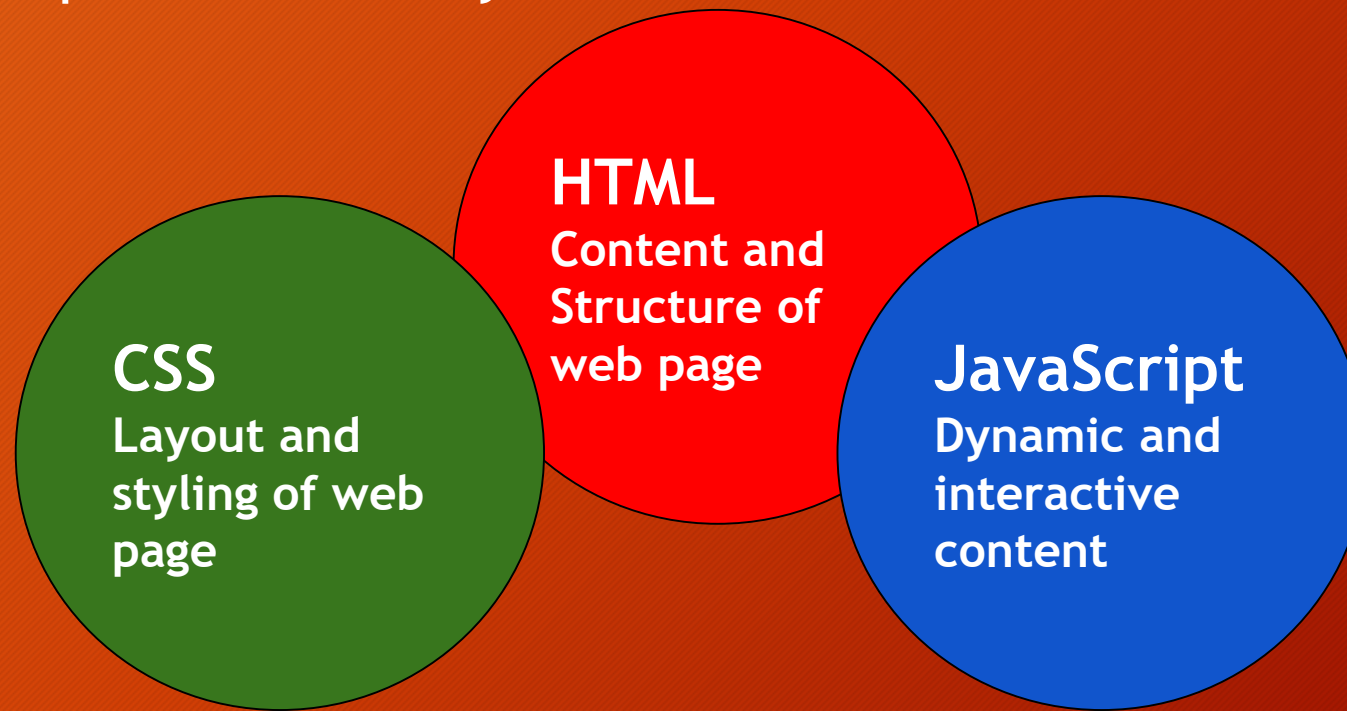 HTML
Content and
Structure of
web page
CSS
Layout and
styling of web
page
JavaScript
Dynamic and
interactive
content